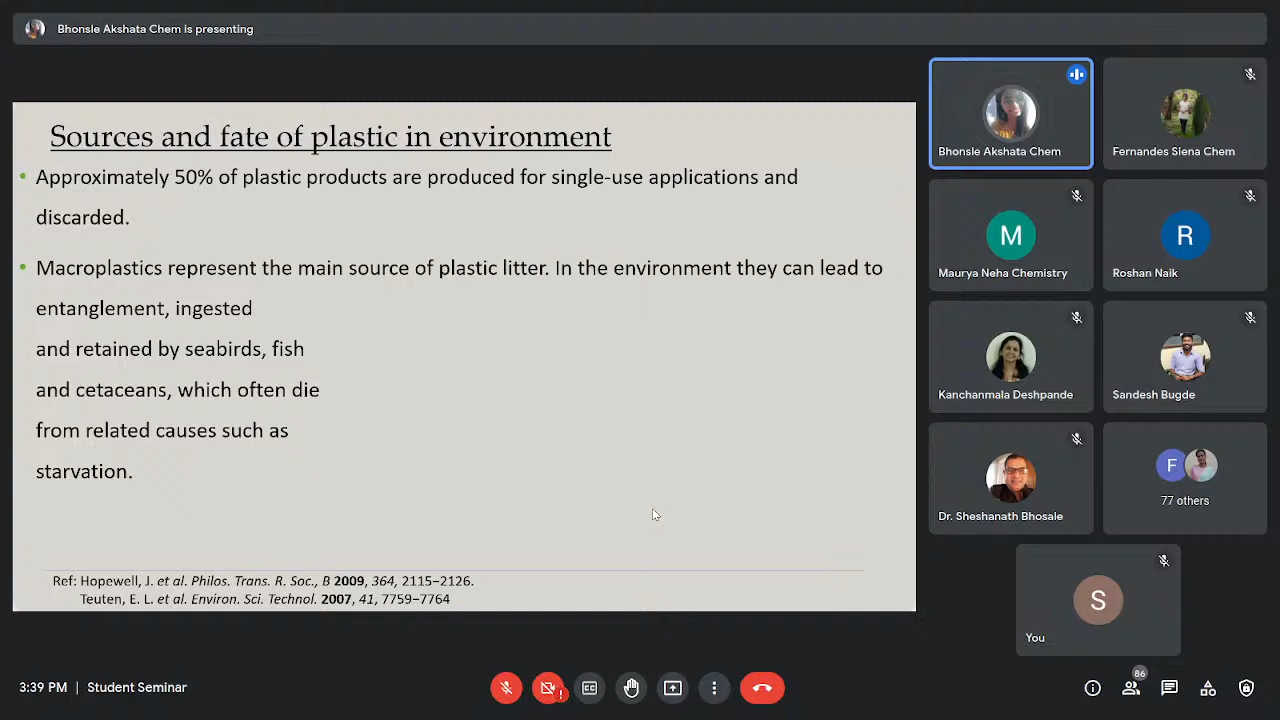 Bhonsle Akshata Chem is presenting
Sources and fate of plastic in environment
• Approximately 50% of plastic products are produced for single-use applications and
discarded.
• Macroplastics represent the main source of plastic litter. In the environment they can lead to
entanglement, ingested
and retained by seabirds, fish
and cetaceans, which often die
from related causes such as
starvation.
Ref: Hopewell, J. et al. Philos. Trans. R. Soc., B 2009, 364, 2115−2126.
Teuten, E. L. et al. Environ. Sci. Technol. 2007, 41, 7759−7764
Bhonsle Akshata Chem
Fernandes Siena Chem
M
Maurya Neha Chemistry
R
Roshan Naik
Kanchanmala Deshpande
Sandesh Bugde
Dr. Sheshanath Bhosale
F
77 others
S
You
3:39 PM | Student Seminar
CC
86